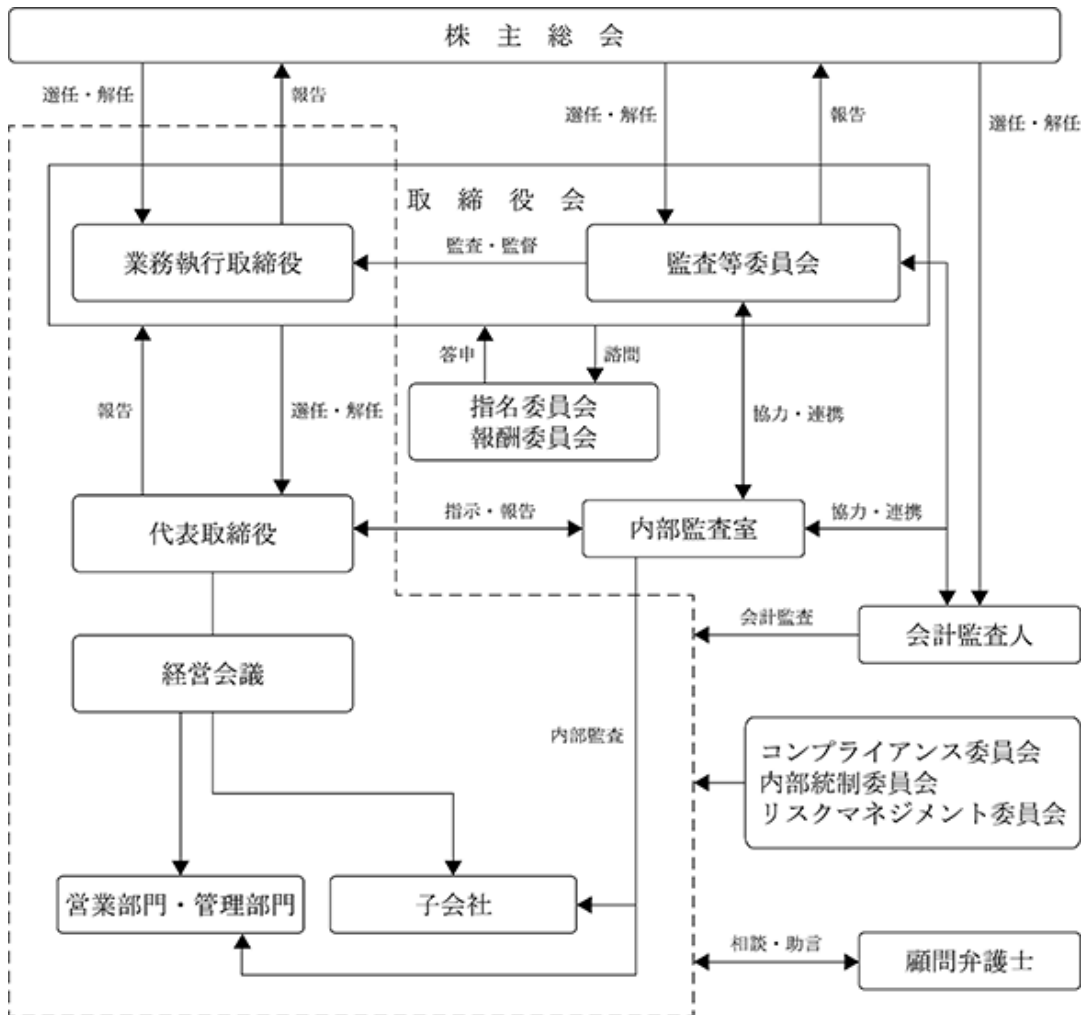 株主総会
選任・解任
報告
選任・解任
報告
選任・解任
取締役会
業務執行取締役
監査・監督
監査等委員会
答申
諮問
報告
選任・解任
指名委員会
報酬委員会
協力・連携
代表取締役
指示・報告
内部監査室
協力・連携
会計監査
会計監査人
経営会議
内部監査
コンプライアンス委員会
内部統制委員会
リスクマネジメント委員会
営業部門・管理部門
子会社
相談・助言
顧問弁護士